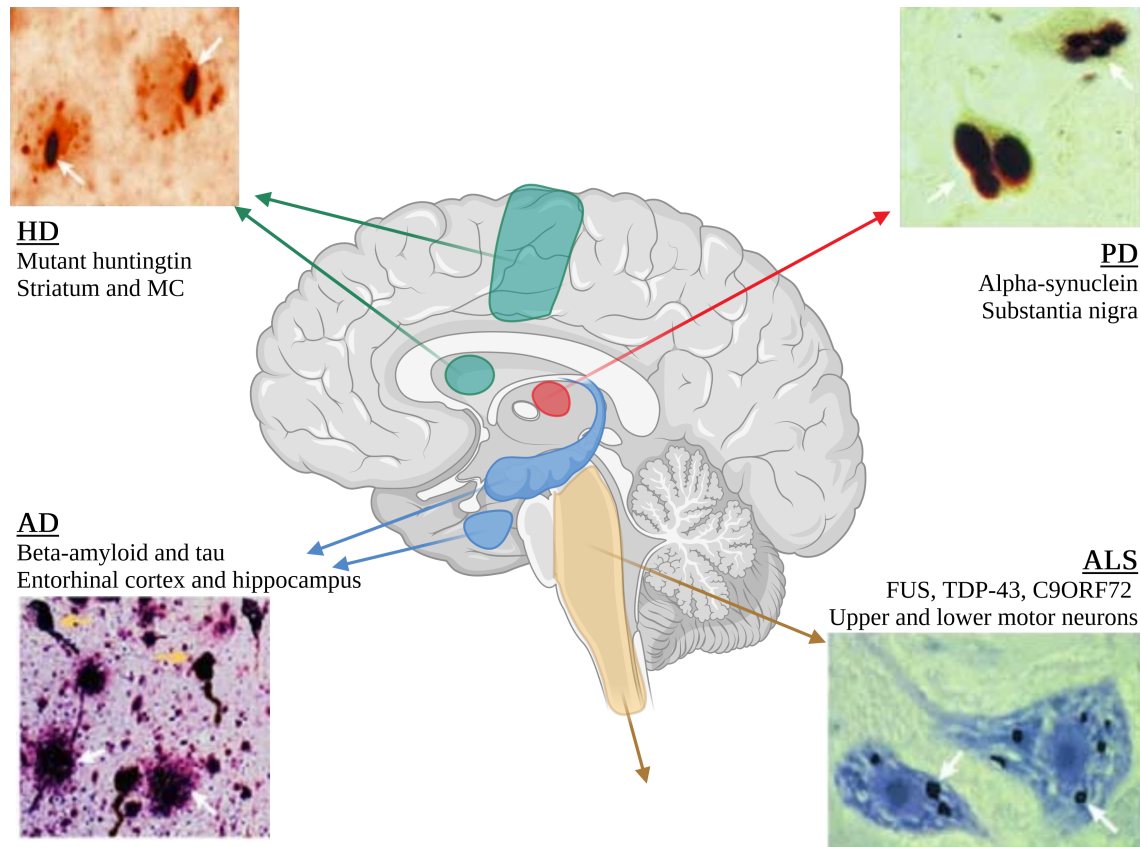 HD
Mutant huntingtin
Striatum and MC
PD
Alpha-synuclein
Substantia nigra
AD
Beta-amyloid and tau
Entorhinal cortex and hippocampus
ALS
FUS, TDP-43, C9ORF72
Upper and lower motor neurons